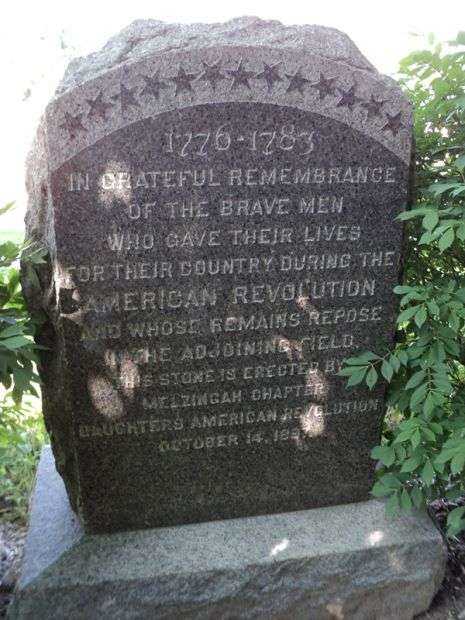 1776-1783
IN GRATEFUL REMEMBRANCE
OF THE BRAVE MEN
WHO GAVE THEIR LIVES
FOR THEIR COUNTRY DURING THE
AMERICAN REVOLUTION
AND WHOSE REMAINS REPOSE
IN THE ADJOINING FIELD
THIS STONE IS ERECTED BY
MELZINGAH CHAPTER
DAUGHTERS AMERICAN REVOLUTION
OCTOBER 14,